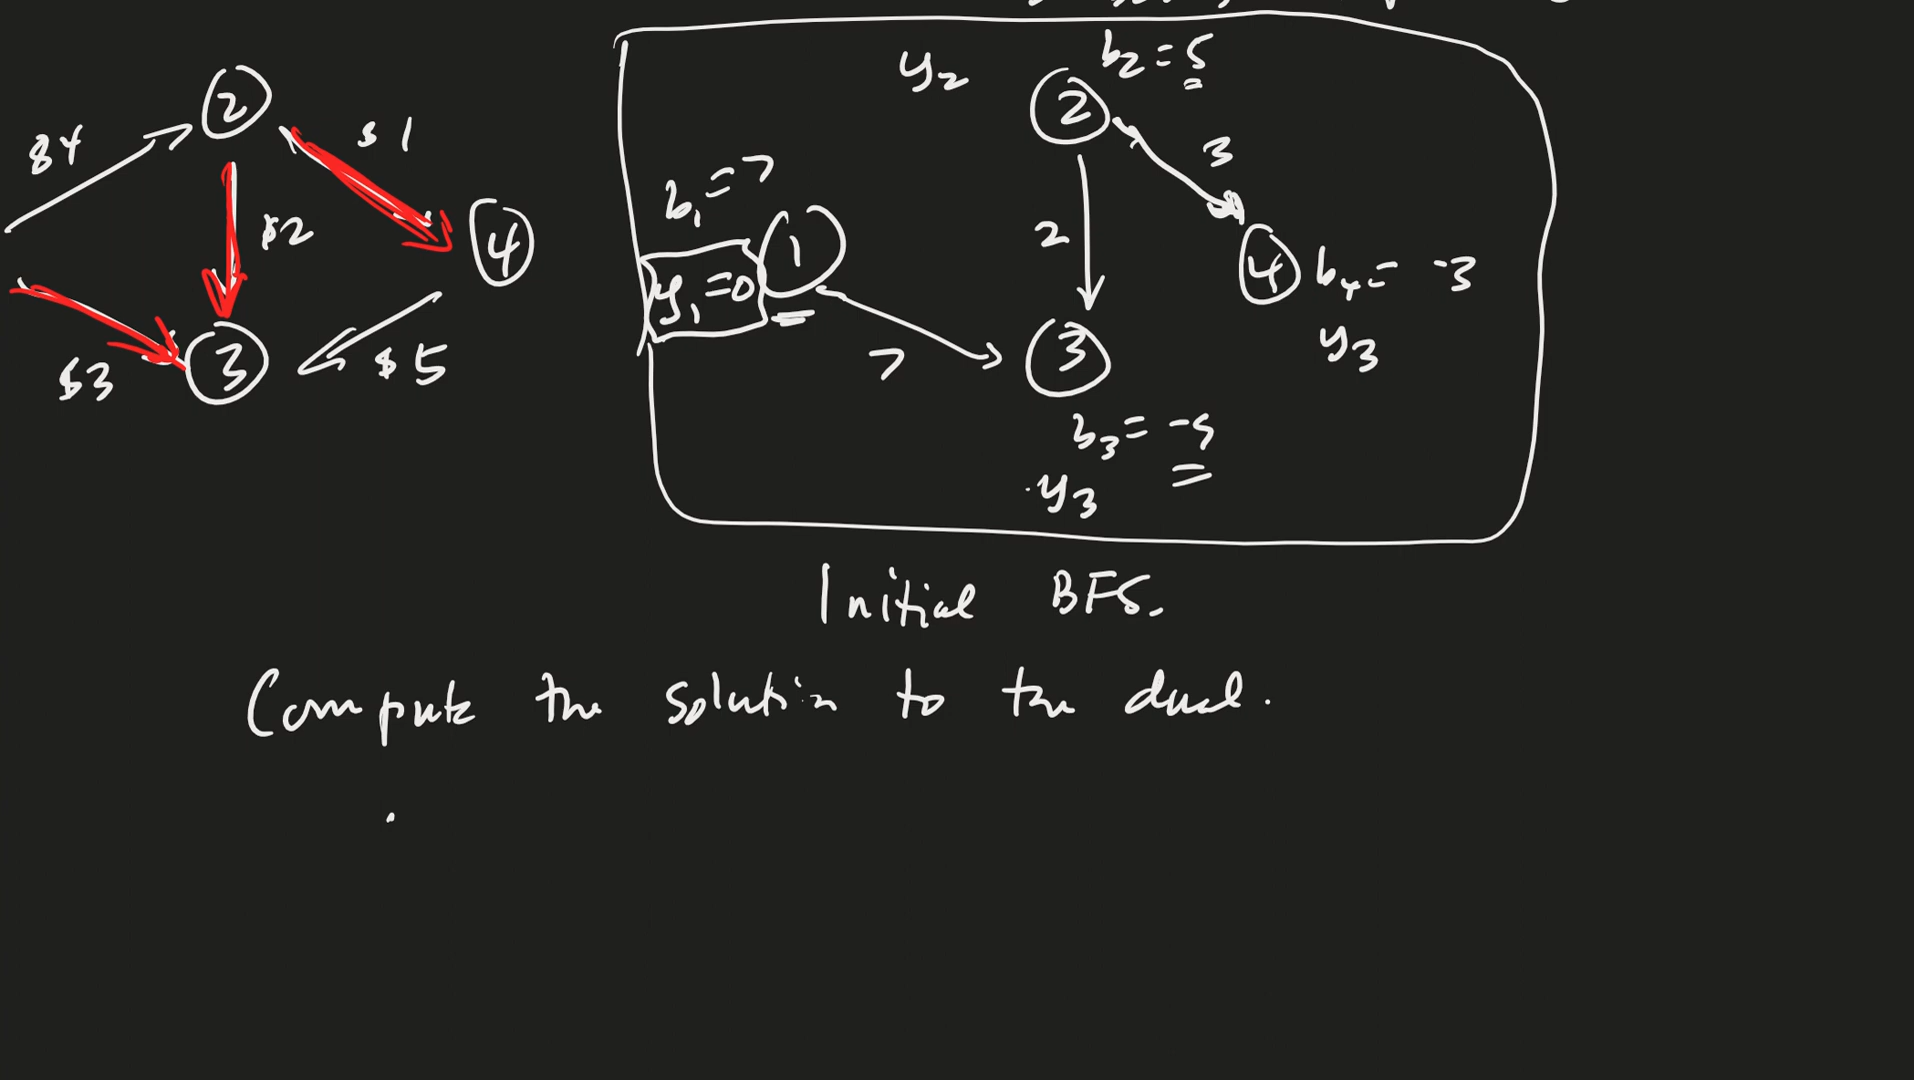 2
$4
$1
$2
4
$3
3
$5
y2
b2 = 5
2
3
b1 = 7
1
y1 = 0
2
4
b4 = -3
y3
7
3
b3 = -5
y3
Initial BFS.
Compute the solution to the dual.